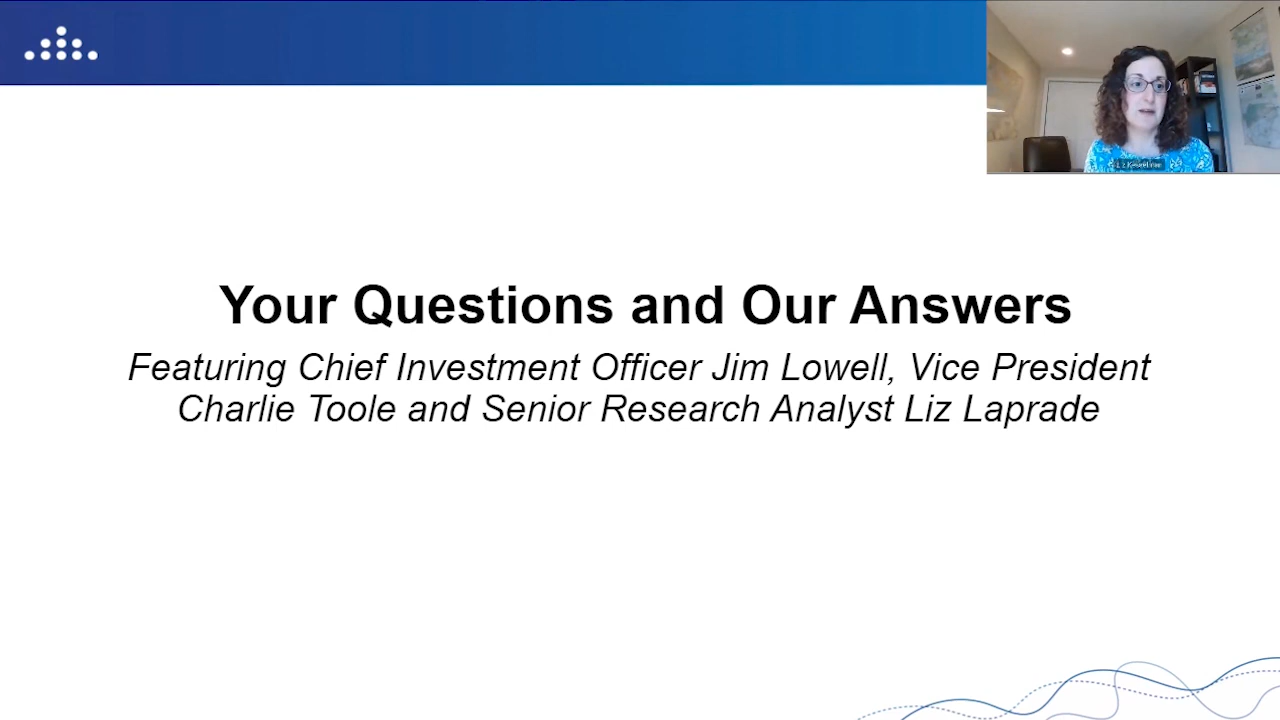 Your Questions and Our Answers
Featuring Chief Investment Officer Jim Lowell, Vice President
Charlie Toole and Senior Research Analyst Liz Laprade